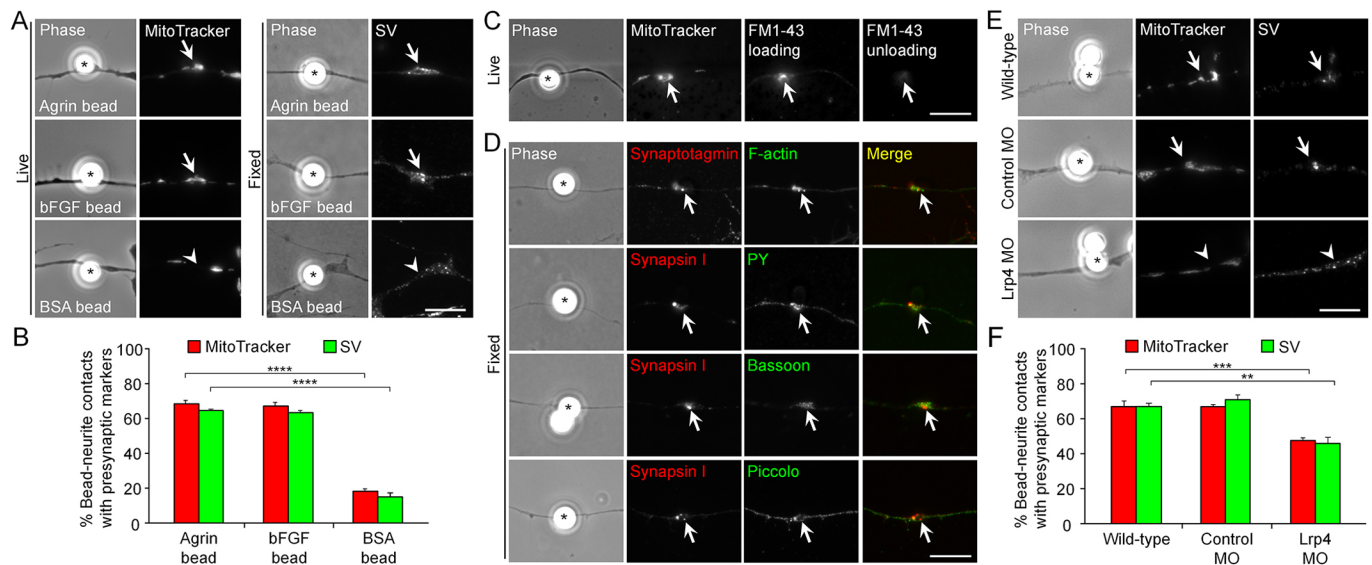 A
Phase
MitoTracker
Phase
SV
Live
Fixed
*
Agrin bead
*
Agrin bead
*
bFGF bead
*
bFGF bead
*
BSA bead
*
BSA bead
B
% Bead-neurite contacts
with presynaptic markers
MitoTracker
SV
100
80
60
40
20
0
****
****
Agrin
bead
bFGF
bead
BSA
bead
C
Live
Phase
MitoTracker
FM1-43
loading
FM1-43
unloading
*
D
Fixed
Phase
Synaptotagmin
F-actin
Merge
*
Synapsin I
PY
*
Synapsin I
Bassoon
*
Synapsin I
Piccolo
*
E
Phase
MitoTracker
SV
Wild-type
*
Control MO
*
Lrp4 MO
*
F
% Bead-neurite contacts
with presynaptic markers
MitoTracker
SV
100
80
60
40
20
0
***
**
Wild-type
Control
MO
Lrp4
MO